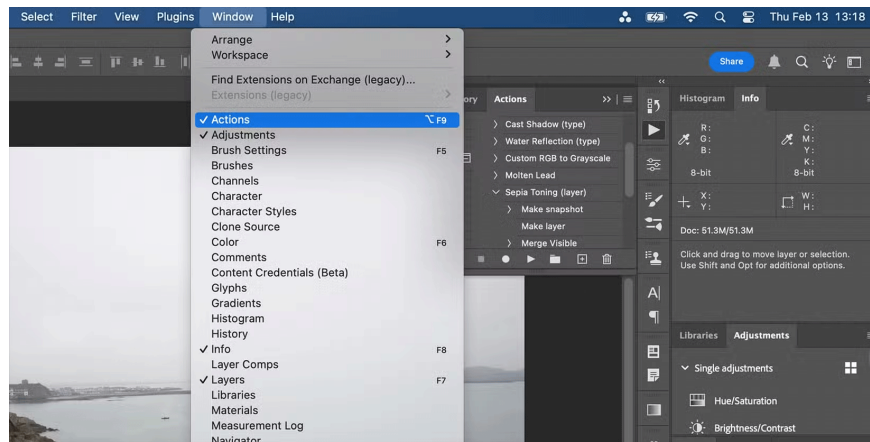 Select Filter View Plugins Window Help Thu Feb 13 13:18
Arrange
Workspace
Find Extensions on Exchange (legacy)...
Extensions (legacy)
Actions ⌥ F9
Adjustments
Brush Settings F5
Brushes
Channels
Character
Character Styles
Clone Source
Color F6
Comments
Content Credentials (Beta)
Glyphs
Gradients
Histogram
History
Info F8
Layer Comps
Layers F7
Libraries
Materials
Measurement Log
Navigator
Share
ory Actions
Cast Shadow (type)
Water Reflection (type)
Custom RGB to Grayscale
Molten Lead
Sepia Toning (layer)
Make snapshot
Make layer
Merge Visible
Histogram Info
R: C:
G: M:
B: Y:
K:
8-bit 8-bit
X: W:
Y: H:
Doc: 51.3M/51.3M
Click and drag to move layer or selection.
Use Shift and Opt for additional options.
Libraries Adjustments
Single adjustments
Hue/Saturation
Brightness/Contrast